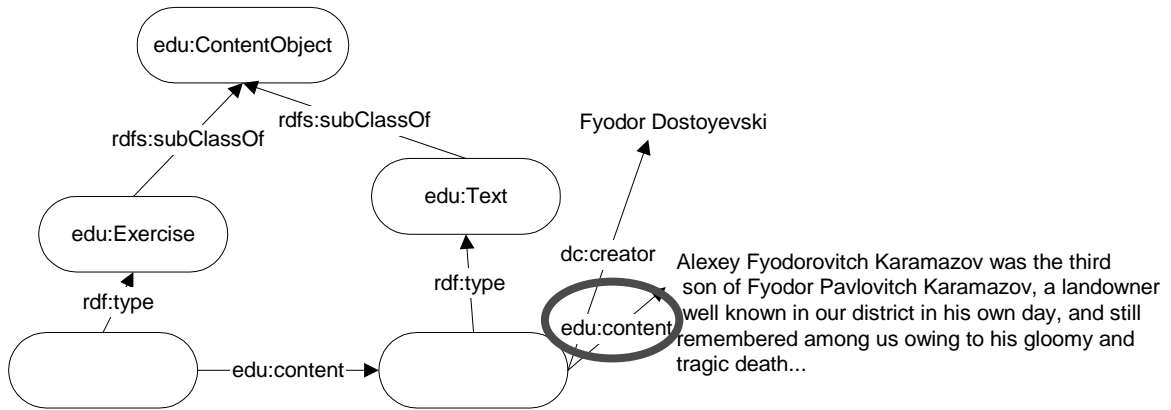 edu:ContentObject
rdfs:subClassOf
Fyodor Dostoyevski
rdfs:subClassOf
edu:Text
edu:Exercise
dc:creator
Alexey Fyodorovitch Karamazov was the third
son of Fyodor Pavlovitch Karamazov, a landowner
well known in our district in his own day, and still
remembered among us owing to his gloomy and
tragic death...
rdf:type
rdf:type
edu:content
edu:content